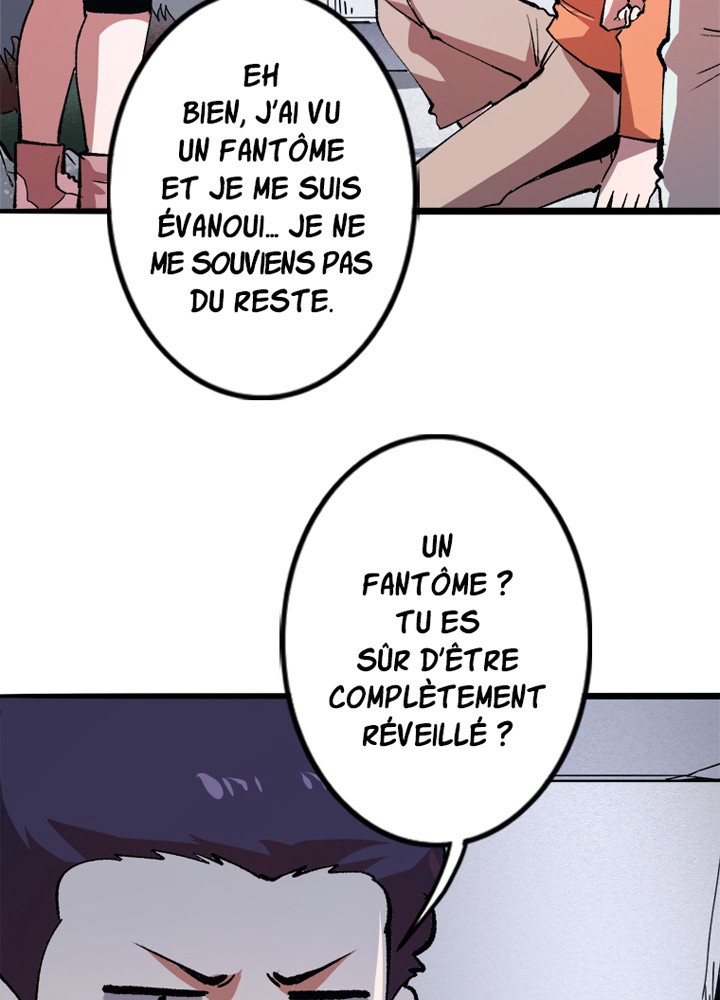 EH
BIEN, J'AI VU
UN FANTÔME
ET JE ME SUIS
ÉVANOUI... JE NE
ME SOUVIENS PAS
DU RESTE.
UN
FANTÔME ?
TU ES
SÛR D'ÊTRE
COMPLÈTEMENT
RÉVEILLÉ ?